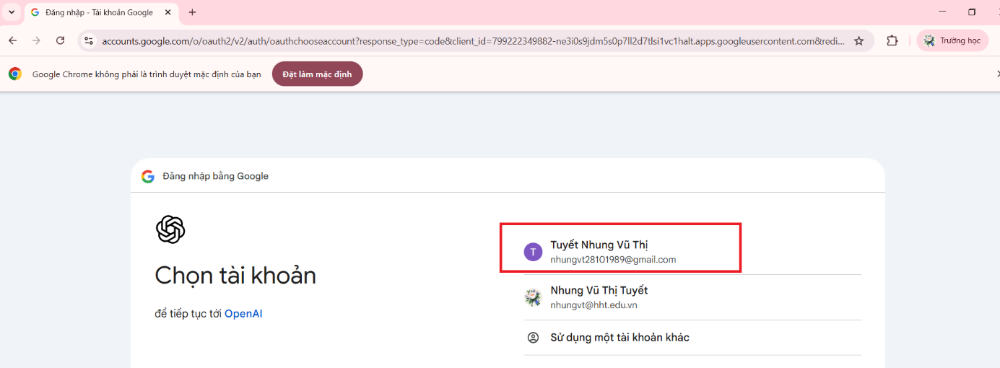 Đăng nhập - Tài khoản Google
accounts.google.com/o/oauth2/v2/auth/oauthchooseaccount?response_type=code&client_id=799222349882-ne3i0s9jdm5s0p7ll2d7tlsi1vc1halt.apps.googleusercontent.com&redi...
Trường học
Google Chrome không phải là trình duyệt mặc định của bạn
Đặt làm mặc định
Đăng nhập bằng Google
Chọn tài khoản
để tiếp tục tới OpenAI
T
Tuyết Nhung Vũ Thị
nhungvt28101989@gmail.com
Nhung Vũ Thị Tuyết
nhungvt@hht.edu.vn
Sử dụng một tài khoản khác